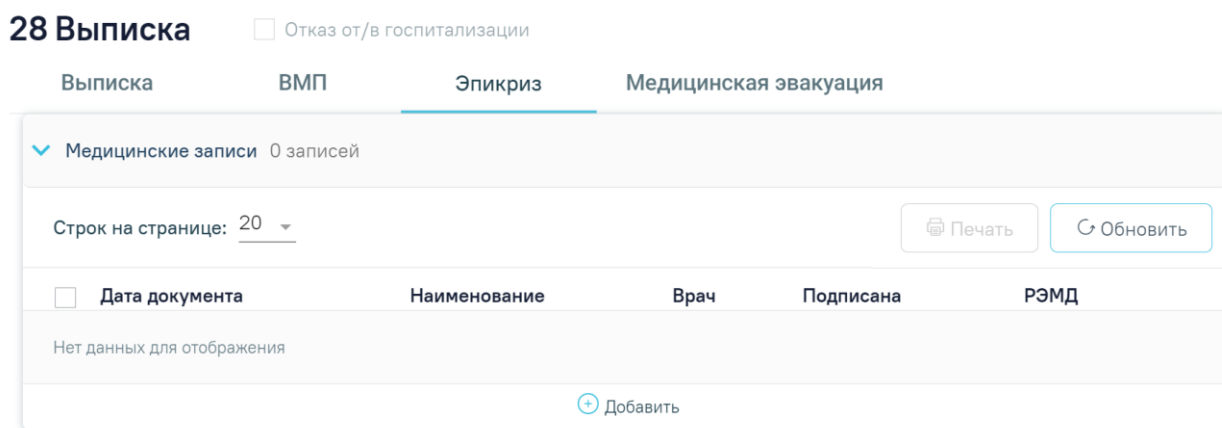 28 Выписка Отказ от/в госпитализации
Выписка ВМП Эпикриз Медицинская эвакуация
Медицинские записи 0 записей
Строк на странице: 20 Печать Обновить
Дата документа Наименование Врач Подписана РЭМД
Нет данных для отображения
Добавить